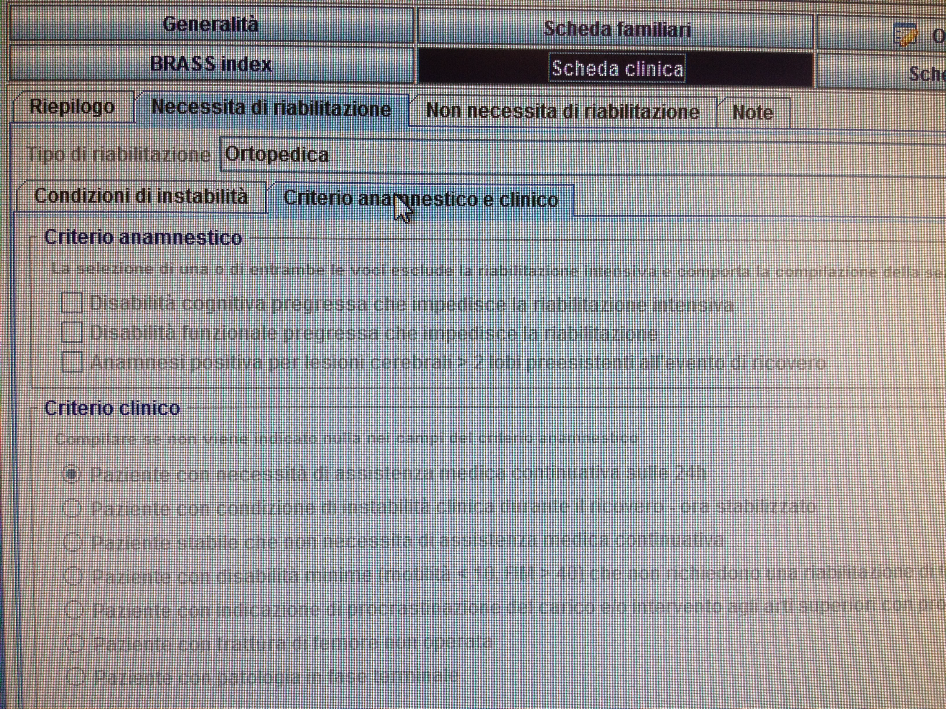 Generalità
Scheda familiari
O
BRASS index
Scheda clinica
Sche
Riepilogo
Necessita di riabilitazione
Non necessita di riabilitazione
Note
Tipo di riabilitazione
Ortopedica
Condizioni di instabilità
Criterio anamnestico e clinico
Criterio anamnestico
La selezione di una o di entrambe le voci esclude la riabilitazione intensiva e comporta la compilazione della se
Disabilità cognitiva pregressa che impedisce la riabilitazione intensiva
Disabilità funzionale pregressa che impedisce la riabilitazione
Anamnesi positiva per lesioni cerebrali > 2 lobi preesistenti all'evento di ricovero
Criterio clinico
Compilare se non viene indicato nulla nei campi del criterio anamnestico
Paziente con necessità di assistenza medica continuativa sulle 24h
Paziente con condizione di instabilità clinica durante il ricovero - ora stabilizzato
Paziente stabile che non necessita di assistenza medica continuativa
Paziente con disabilità minime (motilità < 10, FIM > 40) che non richiedono una riabilitazione di
Paziente con indicazione di procrastinazione del carico e/o intervento agli arti superiori con
Paziente con frattura di femore non operata
Paziente con patologia in fase terminale